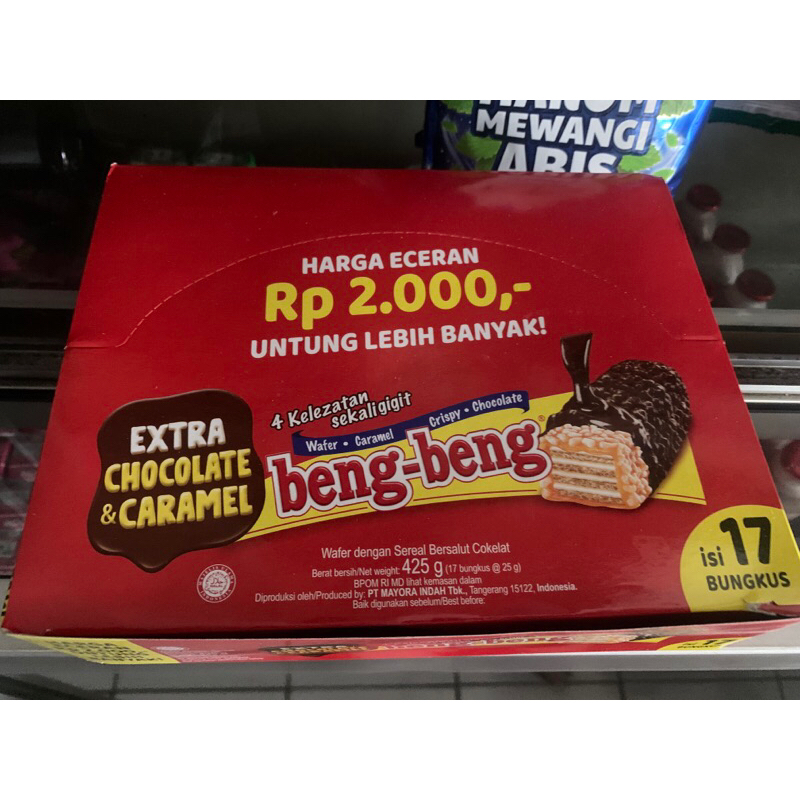 MEWANGI
ABIS
HARGA ECERAN
Rp 2.000,-
UNTUNG LEBIH BANYAK!
4 Kelezatan
sekali gigit
Wafer • Caramel Crispy • Chocolate
beng-beng®
EXTRA
CHOCOLATE
& CARAMEL
Wafer dengan Sereal Bersalut Cokelat
Berat bersih/Net weight: 425 g (17 bungkus @ 25 g)
BPOM RI MD lihat kemasan dalam
Diproduksi oleh/Produced by: PT MAYORA INDAH Tbk., Tangerang 15122, Indonesia.
Baik digunakan sebelum/Best before:
isi 17
BUNGKUS